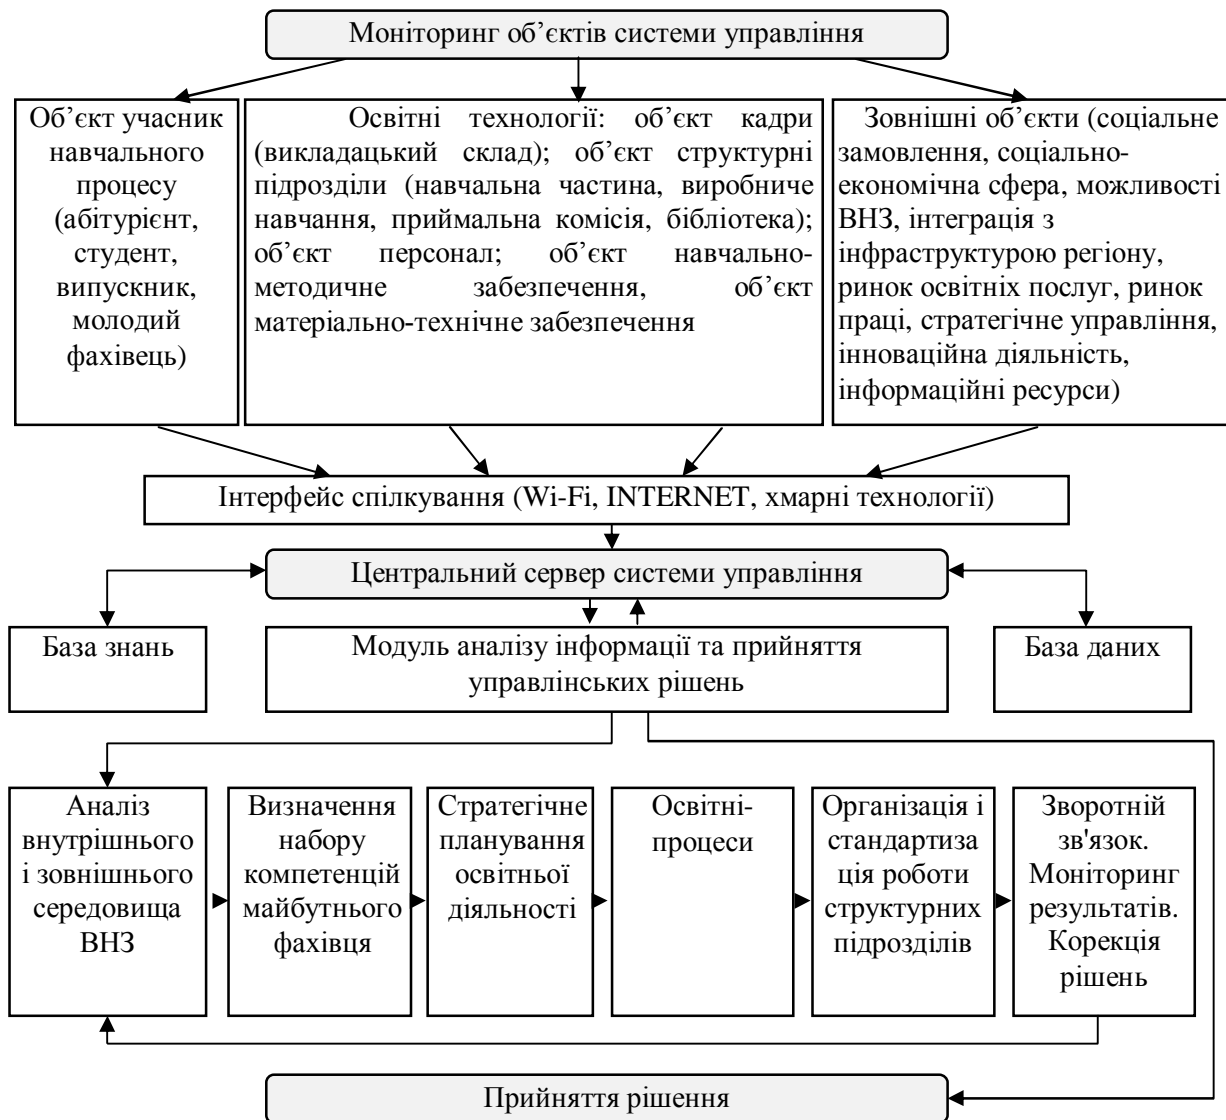 Моніторинг об’єктів системи управління
Об’єкт учасник
навчального
процесу
(абітурієнт,
студент,
випускник,
молодий
фахівець)
Освітні технології: об’єкт кадри
(викладацький склад); об’єкт структурні
підрозділи (навчальна частина, виробниче
навчання, приймальна комісія, бібліотека);
об’єкт персонал; об’єкт навчально-
методичне забезпечення, об’єкт
матеріально-технічне забезпечення
Зовнішні об’єкти (соціальне
замовлення, соціально-
економічна сфера, можливості
ВНЗ, інтеграція з
інфраструктурою регіону,
ринок освітніх послуг, ринок
праці, стратегічне управління,
інноваційна діяльність,
інформаційні ресурси)
Інтерфейс спілкування (Wi-Fi, INTERNET, хмарні технології)
Центральний сервер системи управління
База знань
Модуль аналізу інформації та прийняття
управлінських рішень
База даних
Аналіз
внутрішнього
і зовнішнього
середовища
ВНЗ
Визначення
набору
компетенцій
майбутнього
фахівця
Стратегічне
планування
освітньої
діяльності
Освітні-
процеси
Організація і
стандартиза
ція роботи
структурних
підрозділів
Зворотній
зв'язок.
Моніторинг
результатів.
Корекція
рішень
Прийняття рішення